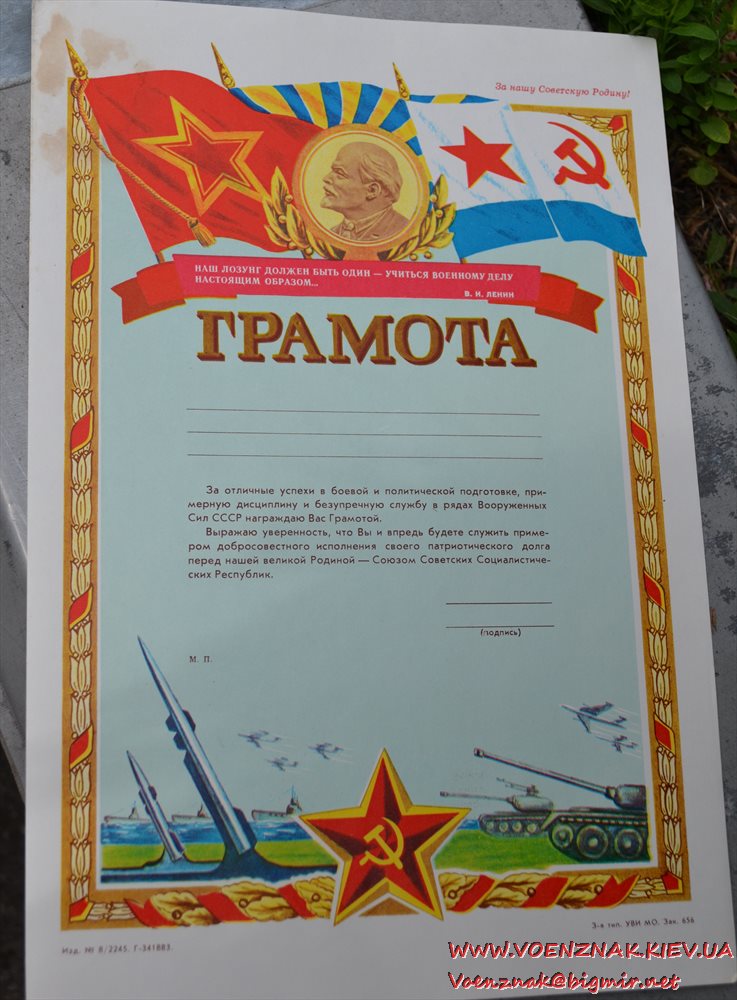 За нашу Советскую Родину!
НАШ ЛОЗУНГ ДОЛЖЕН БЫТЬ ОДИН — УЧИТЬСЯ ВОЕННОМУ ДЕЛУ
НАСТОЯЩИМ ОБРАЗОМ...
В. И. ЛЕНИН
ГРАМОТА
За отличные успехи в боевой и политической подготовке, при-
мерную дисциплину и безупречную службу в рядах Вооруженных
Сил СССР награждаю Вас Грамотой.
Выражаю уверенность, что Вы и впредь будете служить приме-
ром добросовестного исполнения своего патриотического долга
перед нашей великой Родиной — Союзом Советских Социалистиче-
ских Республик.
(подпись)
М. П.
Изд. № 8/2245. Г-341883.
3-я тип. УВИ МО. Зак. 656
WWW.VOENZNAK.KIEV.UA
Voenznak@bigmir.net